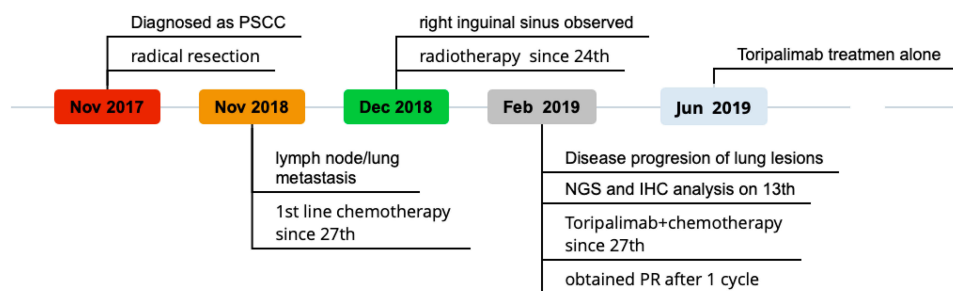 Diagnosed as PSCC
radical resection
right inguinal sinus observed
radiotherapy since 24th
Toripalimab treatmen alone
Nov 2017
Nov 2018
Dec 2018
Feb 2019
Jun 2019
lymph node/lung
metastasis
1st line chemotherapy
since 27th
Disease progresion of lung lesions
NGS and IHC analysis on 13th
Toripalimab+chemotherapy
since 27th
obtained PR after 1 cycle